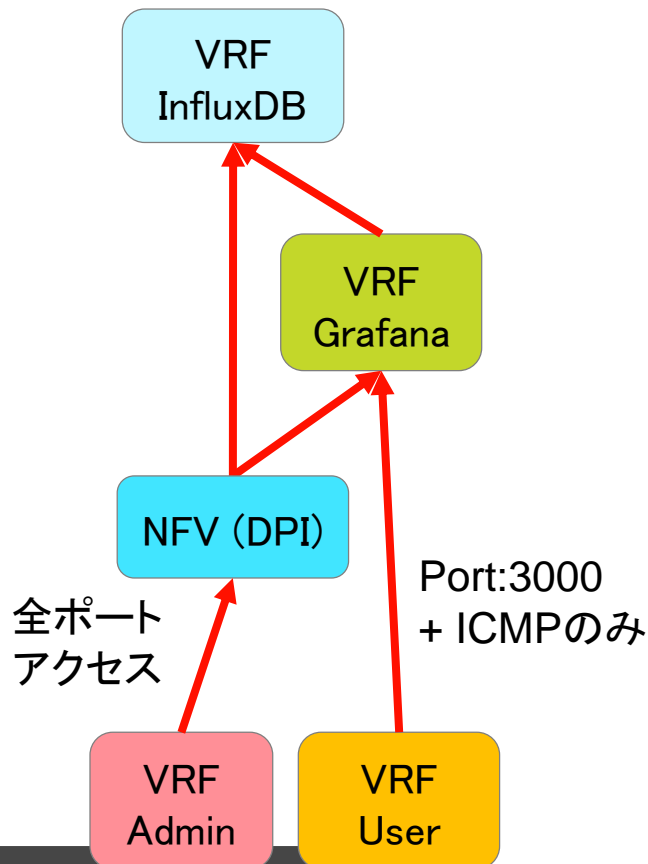 VRF
InfluxDB
VRF
Grafana
NFV (DPI)
全ポート
アクセス
Port:3000
+ ICMPのみ
VRF
Admin
VRF
User